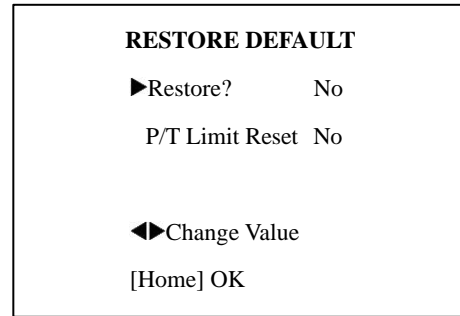 RESTORE DEFAULT
▶Restore? No
P/T Limit Reset No
◀▶Change Value
[Home] OK